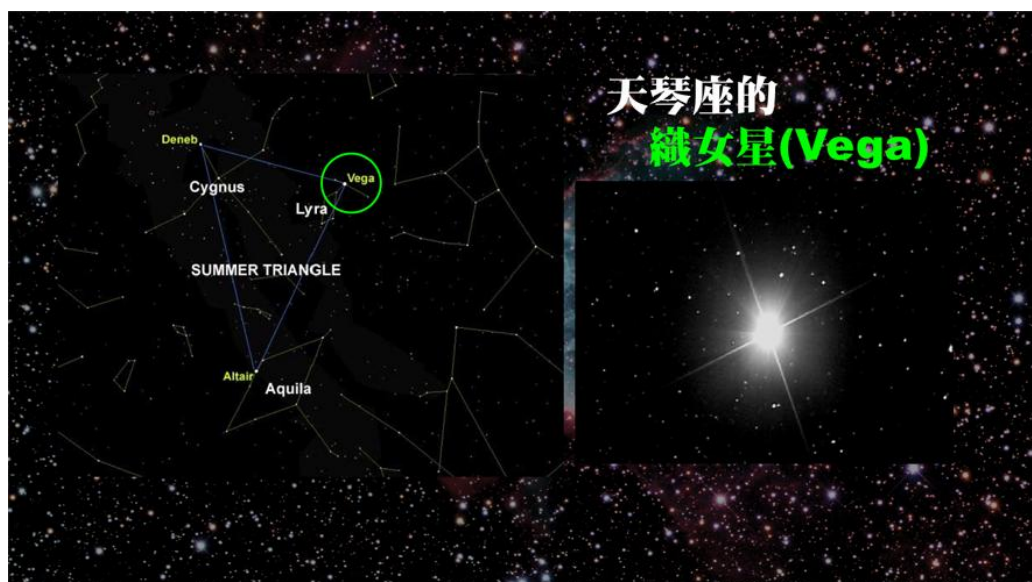 天琴座的
織女星(Vega)
Deneb
Vega
Cygnus
Lyra
SUMMER TRIANGLE
Altair
Aquila